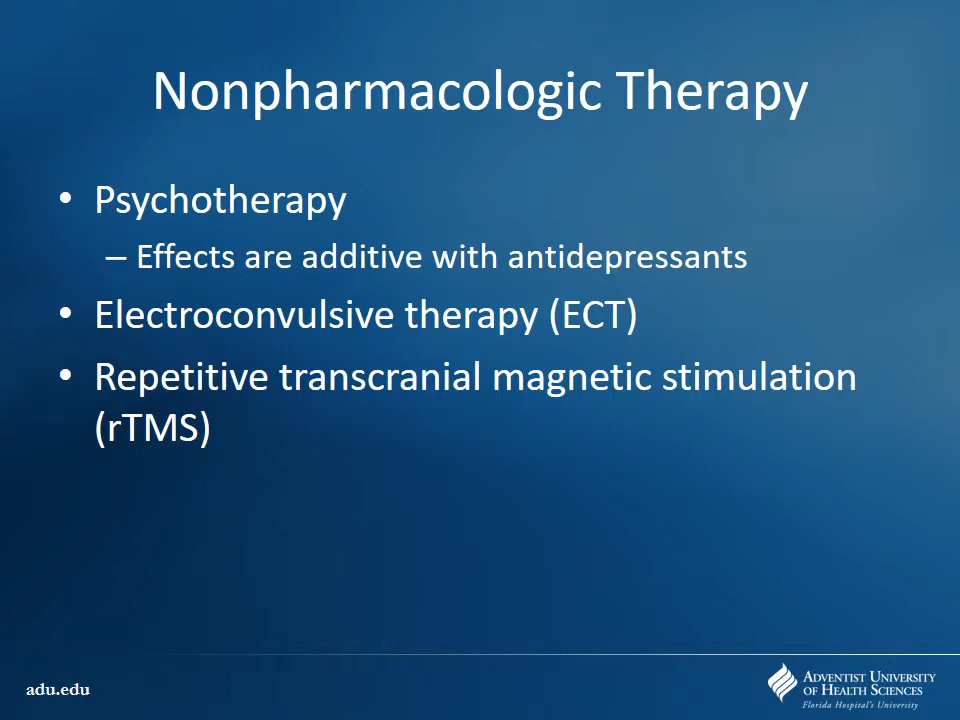 Nonpharmacologic Therapy
• Psychotherapy
– Effects are additive with antidepressants
• Electroconvulsive therapy (ECT)
• Repetitive transcranial magnetic stimulation
(rTMS)
adu.edu
ADVENTIST UNIVERSITY
OF HEALTH SCIENCES
Florida Hospital's University